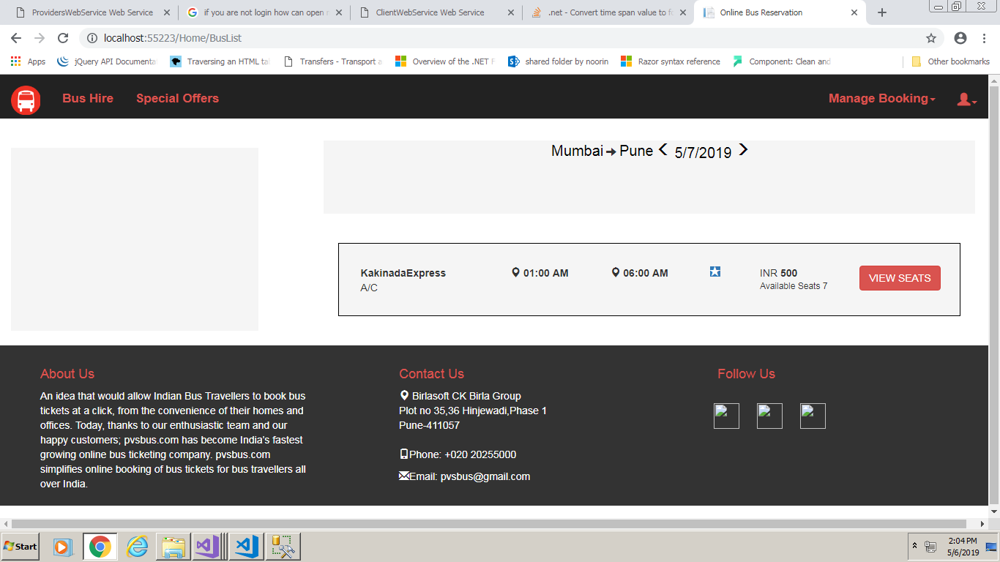 ProvidersWebService Web Service
if you are not login how can open
ClientWebService Web Service
.net - Convert time span value to fo
Online Bus Reservation
localhost:55223/Home/BusList
Apps
jQuery API Documenta
Traversing an HTML ta
Transfers - Transport a
Overview of the .NET F
shared folder by noorin
Razor syntax reference
Component: Clean and
Other bookmarks
Bus Hire
Special Offers
Manage Booking
Mumbai Pune 5/7/2019
KakinadaExpress
A/C
01:00 AM
06:00 AM
INR 500
Available Seats 7
VIEW SEATS
About Us
An idea that would allow Indian Bus Travellers to book bus
tickets at a click, from the convenience of their homes and
offices. Today, thanks to our enthusiastic team and our
happy customers; pvsbus.com has become India's fastest
growing online bus ticketing company. pvsbus.com
simplifies online booking of bus tickets for bus travellers all
over India.
Contact Us
Birlasoft CK Birla Group
Plot no 35,36 Hinjewadi,Phase 1
Pune-411057
Phone: +020 20255000
Email: pvsbus@gmail.com
Follow Us
Start
2:04 PM
5/6/2019